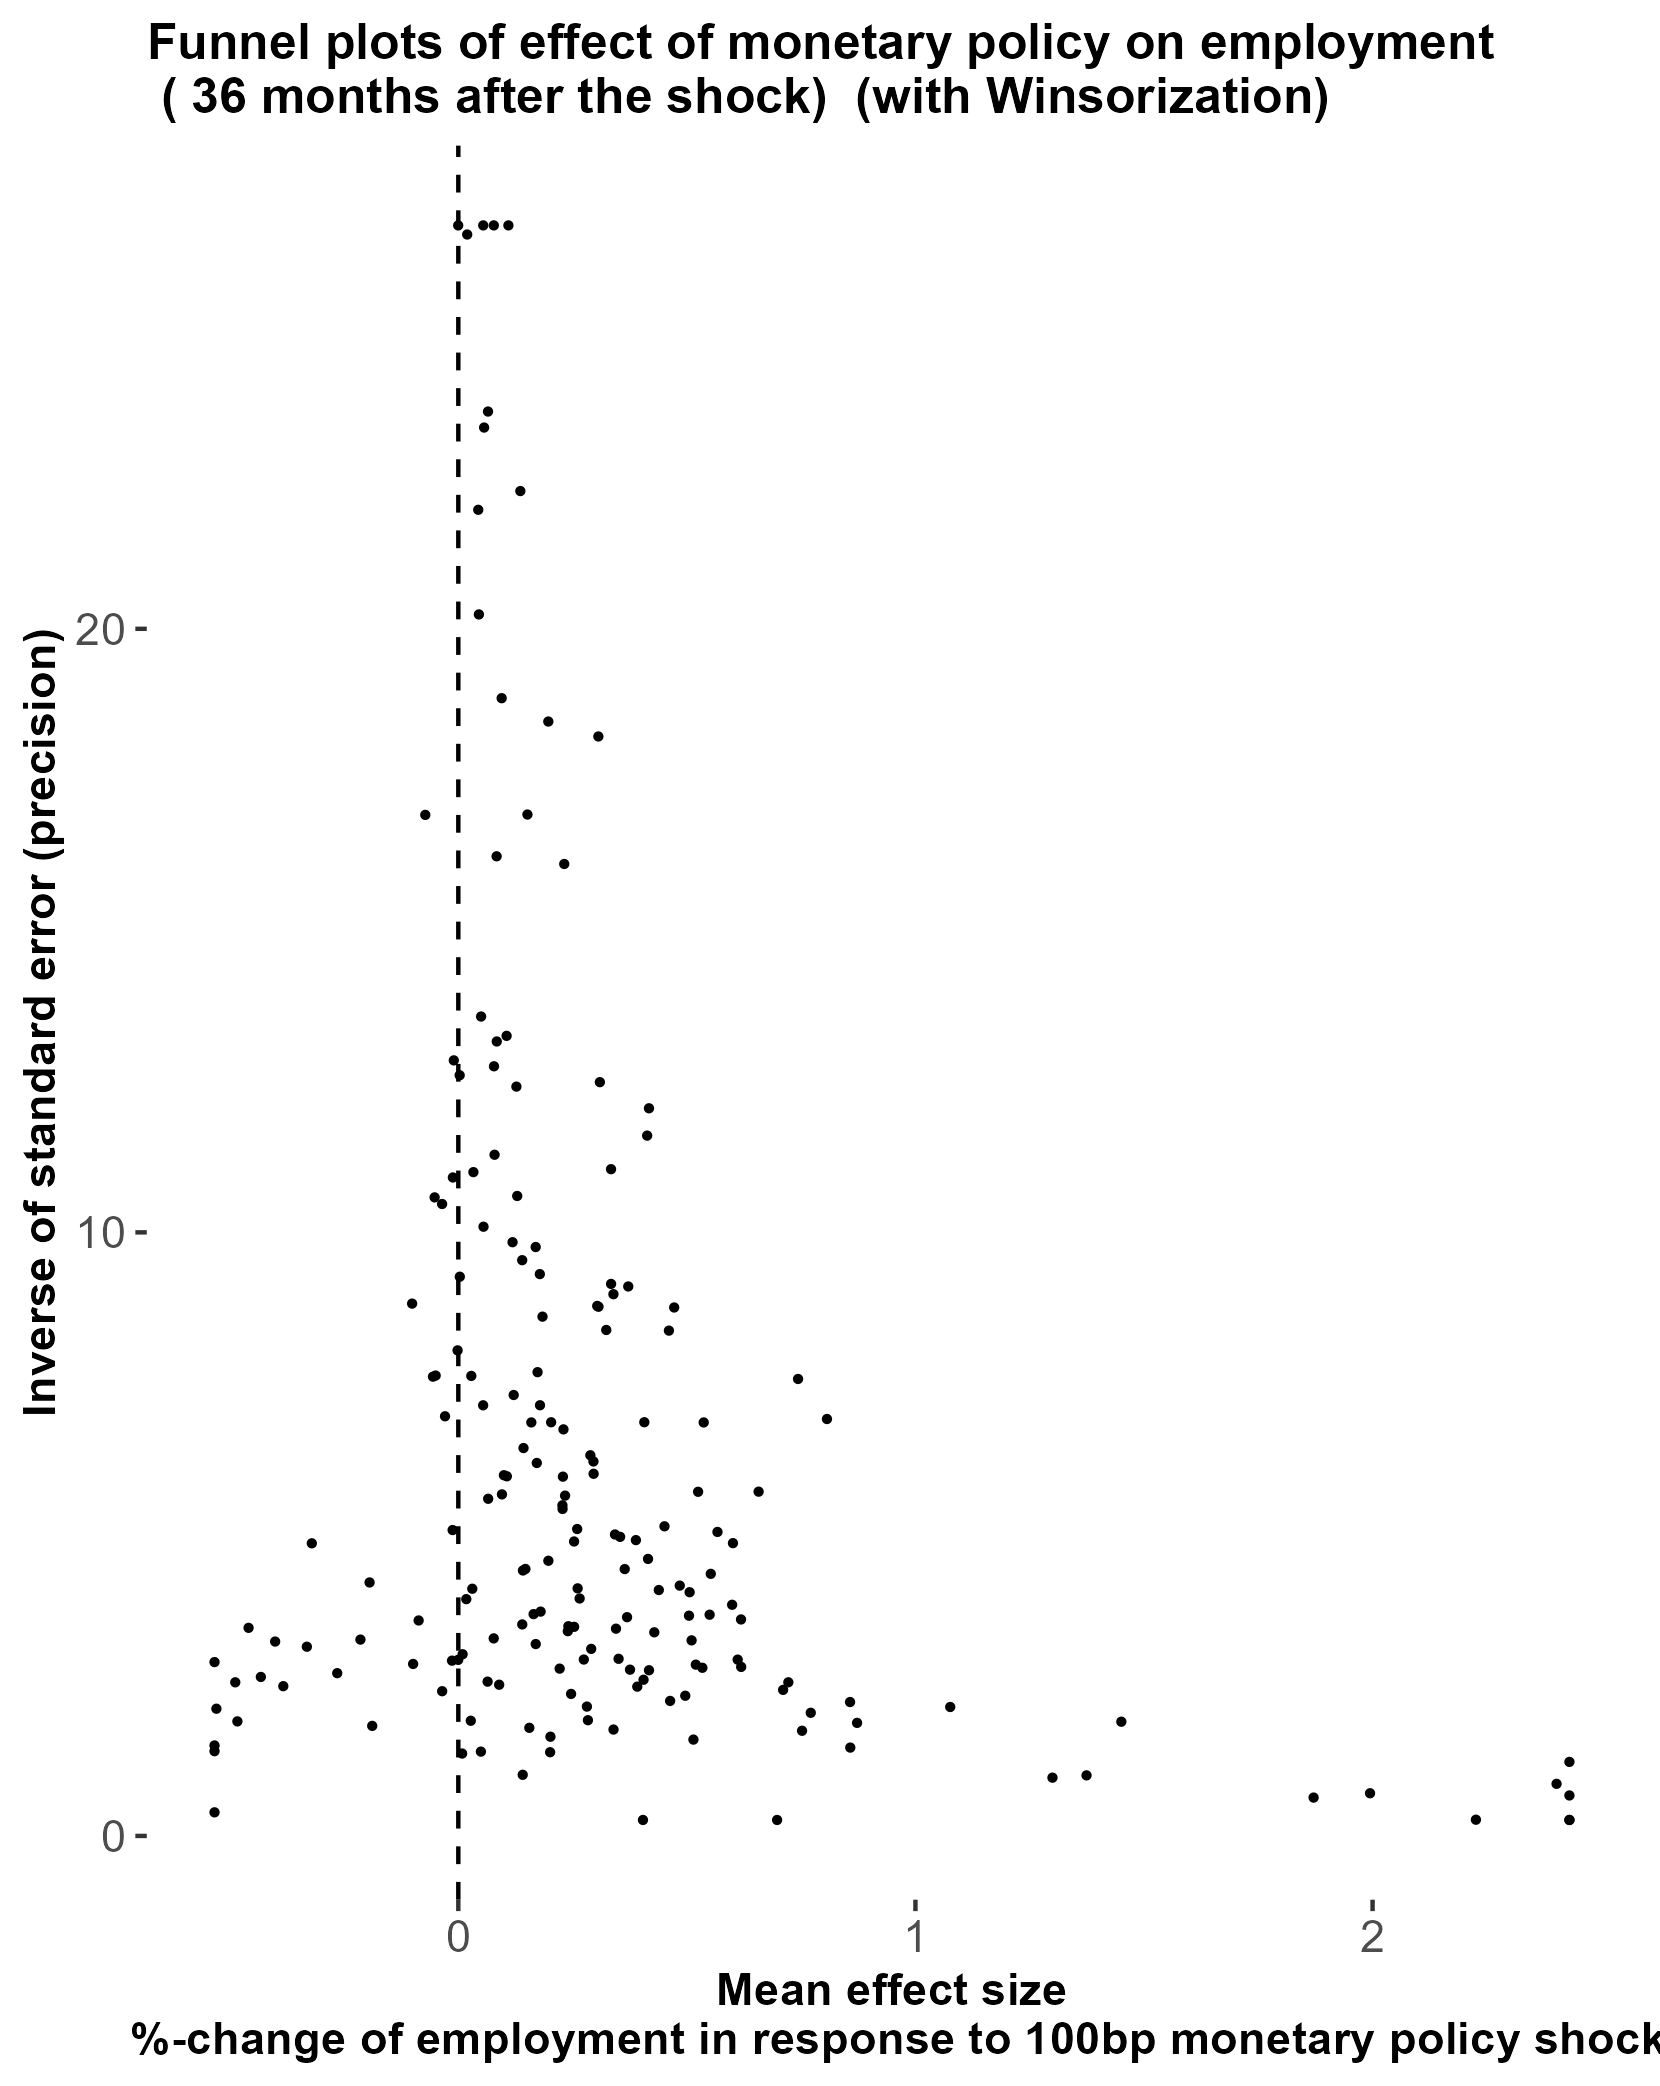 Funnel plots of effect of monetary policy on employment
( 36 months after the shock)  (with Winsorization)
Inverse of standard error (precision)
20
10
0
0
1
2
Mean effect size
%-change of employment in response to 100bp monetary policy shock